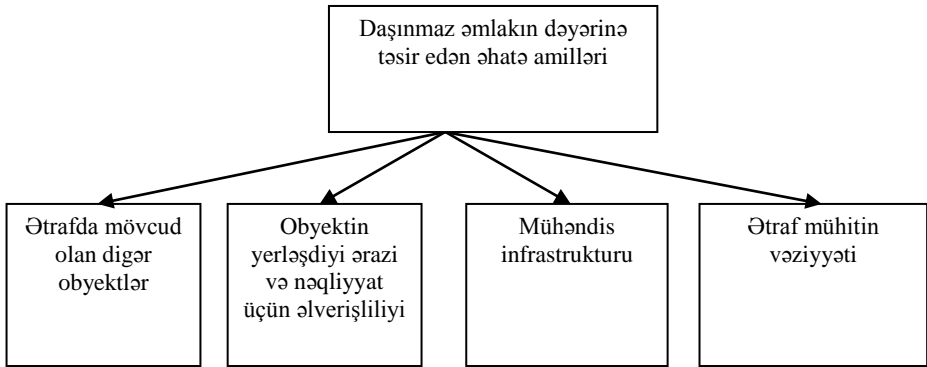 Daşınmaz əmlakın dəyərinə
təsir edən əhatə amilləri
Ətrafda mövcud
olan digər
obyektlər
Obyektin
yerləşdiyi ərazi
və nəqliyyat
üçün əlverişliliyi
Mühəndis
infrastrukturu
Ətraf mühitin
vəziyyəti